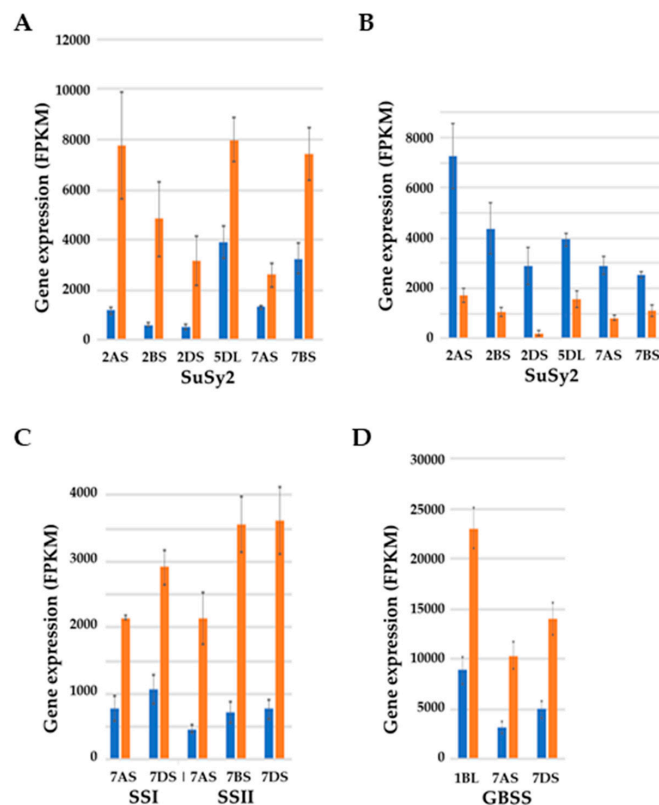 A
Gene expression (FPKM)
12000
10000
8000
6000
4000
2000
0
2AS 2BS 2DS 5DL 7AS 7BS
SuSy2
B
Gene expression (FPKM)
8000
6000
4000
2000
0
2AS 2BS 2DS 5DL 7AS 7BS
SuSy2
C
Gene expression (FPKM)
4000
3000
2000
1000
0
7AS 7DS | 7AS 7BS 7DS
SSI SSII
D
Gene expression (FPKM)
30000
25000
20000
15000
10000
5000
0
1BL 7AS 7DS
GBSS